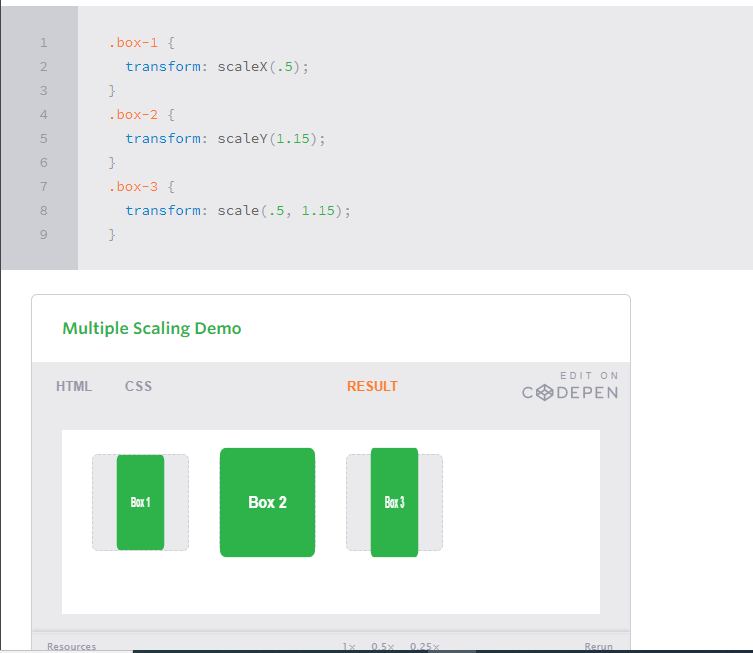 1 .box-1 {
2 transform: scaleX(.5);
3 }
4 .box-2 {
5 transform: scaleY(1.15);
6 }
7 .box-3 {
8 transform: scale(.5, 1.15);
9 }
Multiple Scaling Demo
EDIT ON
HTML CSS RESULT CODEPEN
Box 1 Box 2 Box 3
Resources 1× 0.5× 0.25× Rerun